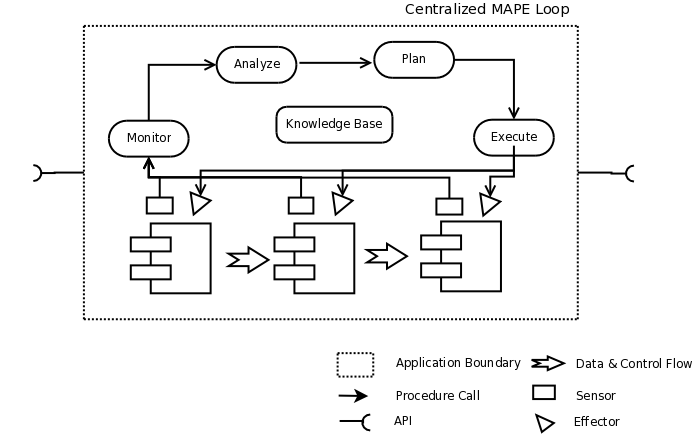 Centralized MAPE Loop
Analyze
Plan
Knowledge Base
Monitor
Execute
Application Boundary
Data & Control Flow
Procedure Call
Sensor
API
Effector